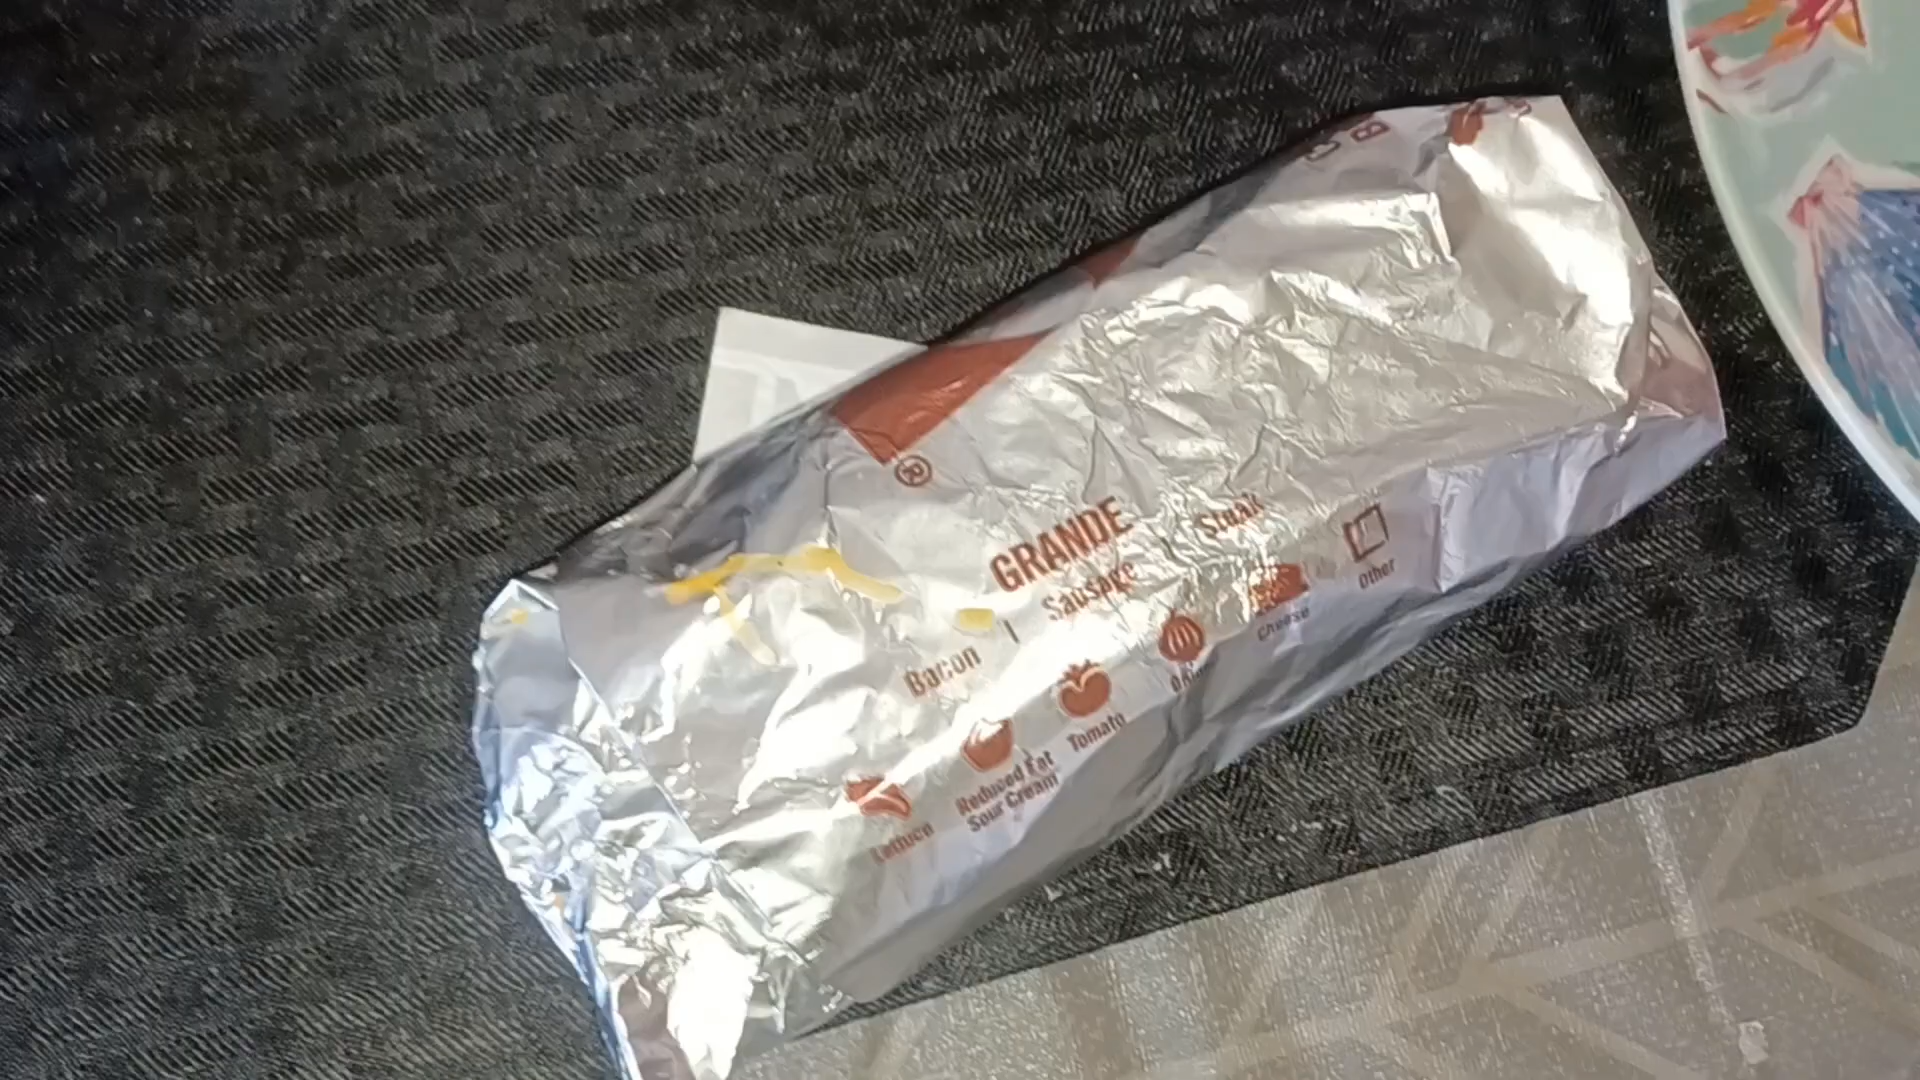 ®
GRANDE
Bacon | Sausage Steak
Lettuce
Reduced Fat
Sour Cream
Tomato
Cheese
Other